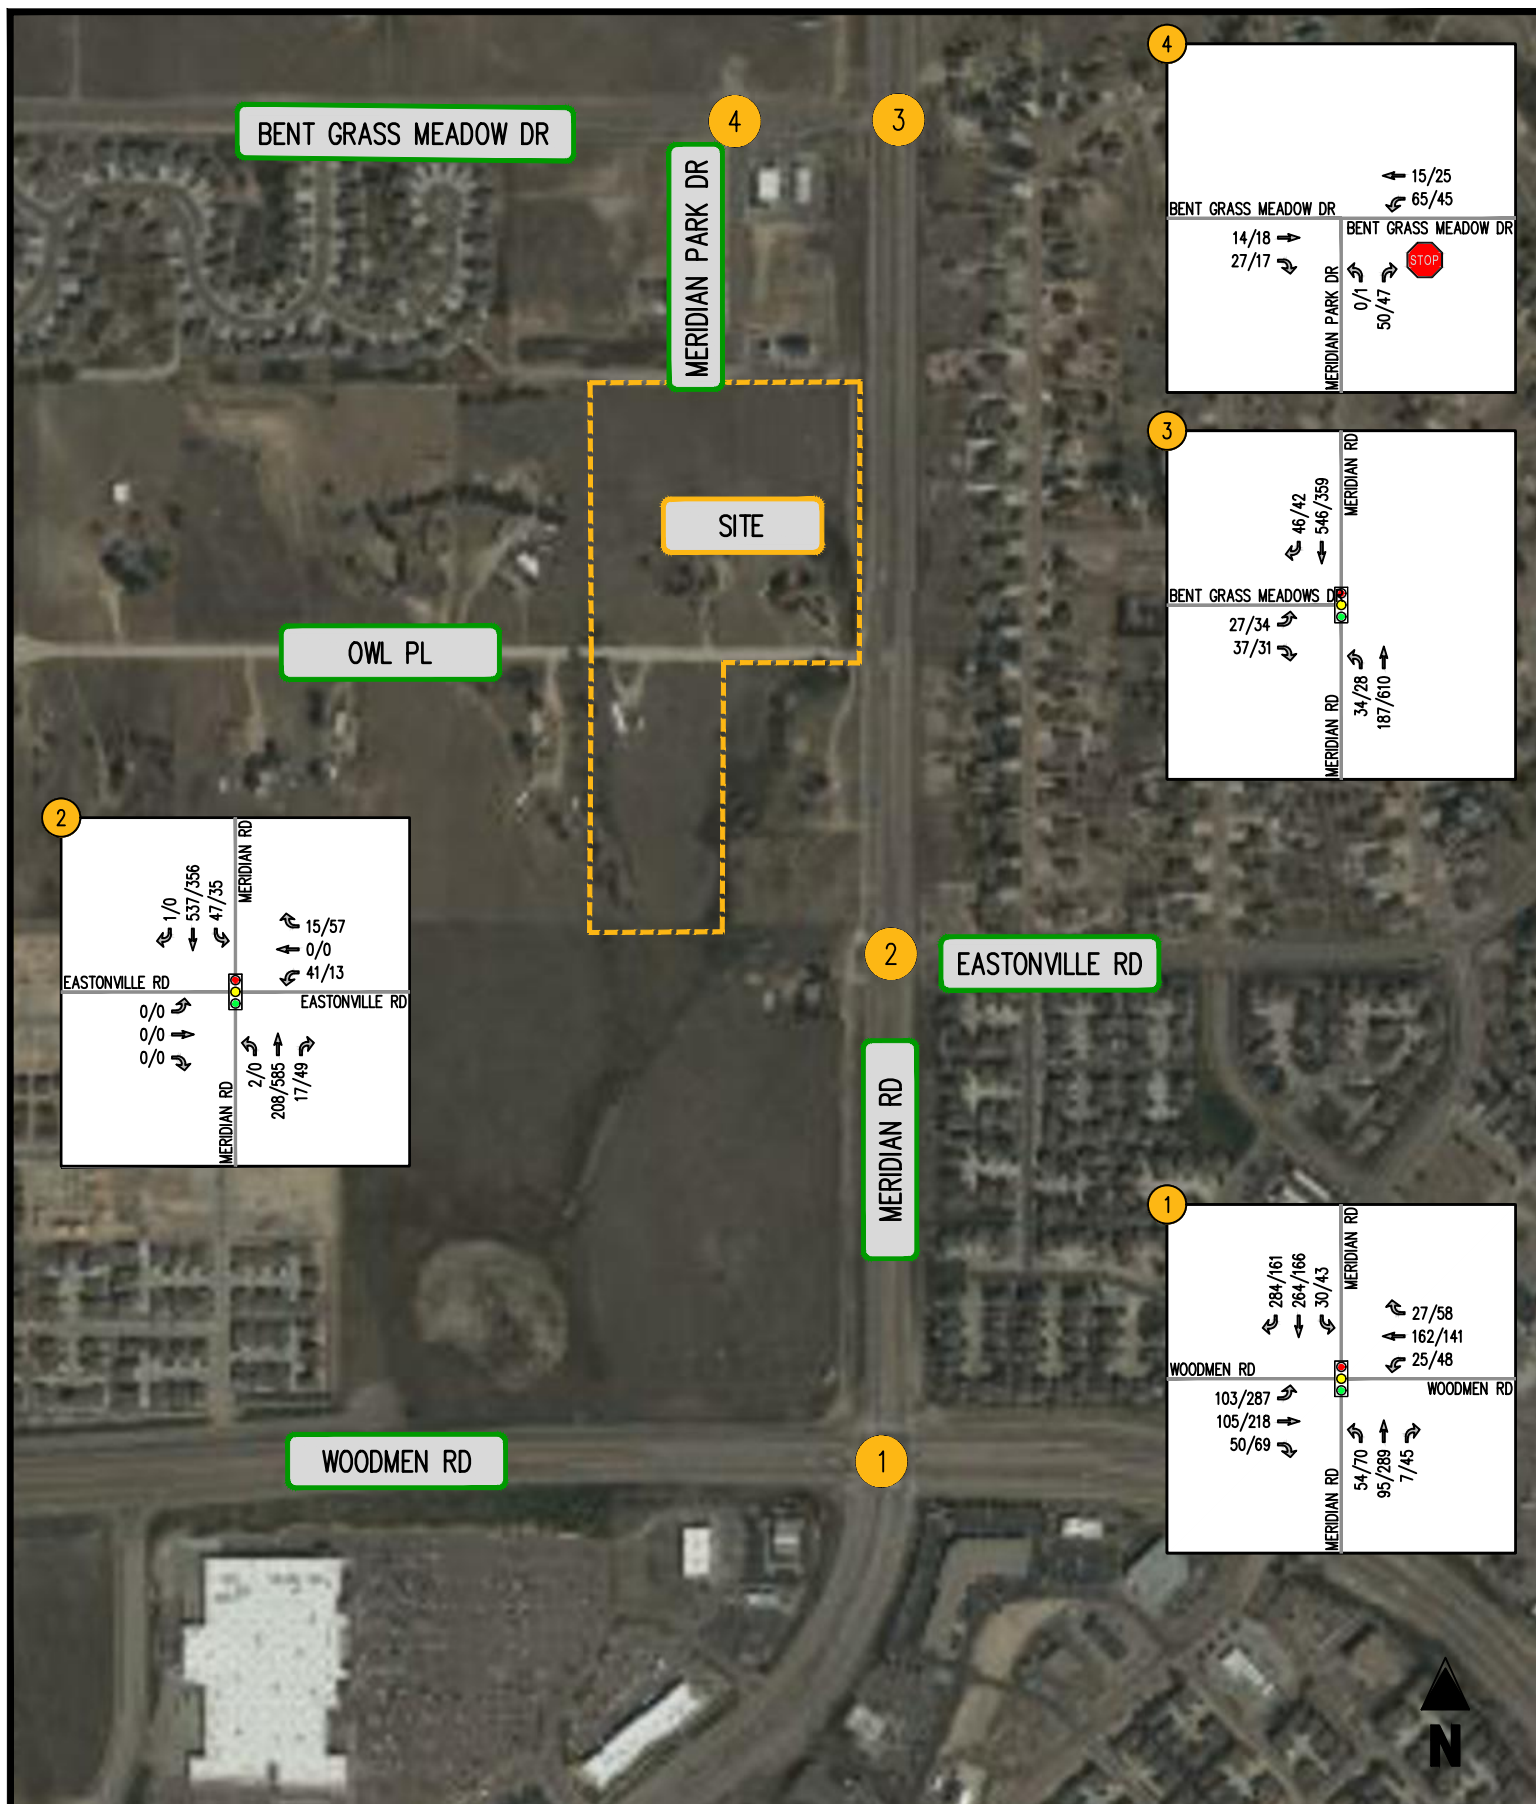 BENT GRASS MEADOW DR
4
3
MERIDIAN PARK DR
SITE
OWL PL
2
EASTONVILLE RD
MERIDIAN RD
WOODMEN RD
1
4
15/25
65/45
BENT GRASS MEADOW DR
BENT GRASS MEADOW DR
14/18
27/17
STOP
MERIDIAN PARK DR
0/1
50/47
3
MERIDIAN RD
46/42
546/359
BENT GRASS MEADOWS DR
27/34
37/31
34/28
187/610
MERIDIAN RD
2
MERIDIAN RD
1/0
537/356
47/35
15/57
0/0
41/13
EASTONVILLE RD
EASTONVILLE RD
0/0
0/0
0/0
2/0
208/585
17/49
MERIDIAN RD
1
MERIDIAN RD
284/161
264/166
30/43
27/58
162/141
25/48
WOODMEN RD
WOODMEN RD
103/287
105/218
50/69
54/70
95/289
7/45
MERIDIAN RD
N